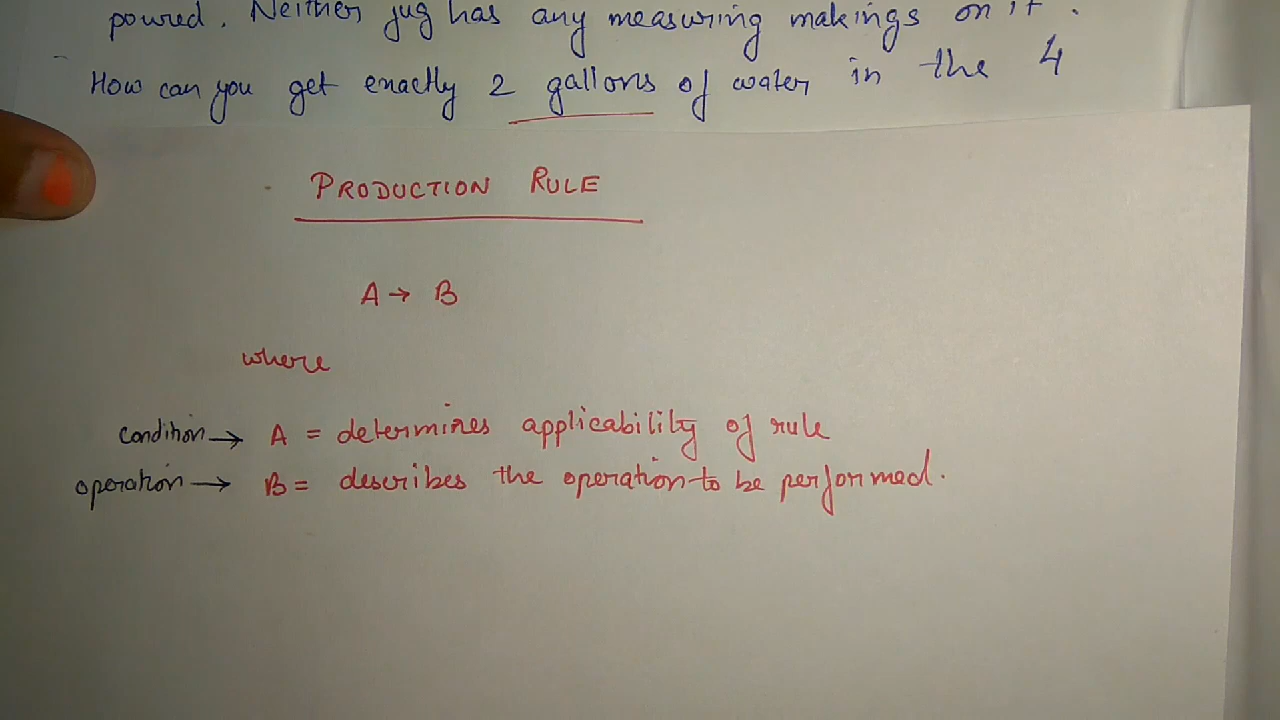 poured. Neither jug has any measuring makings on it.
How can you get exactly 2 gallons of water in the 4
PRODUCTION RULE
A → B
where
condition → A = determines applicability of rule
operation → B = describes the operation to be performed.